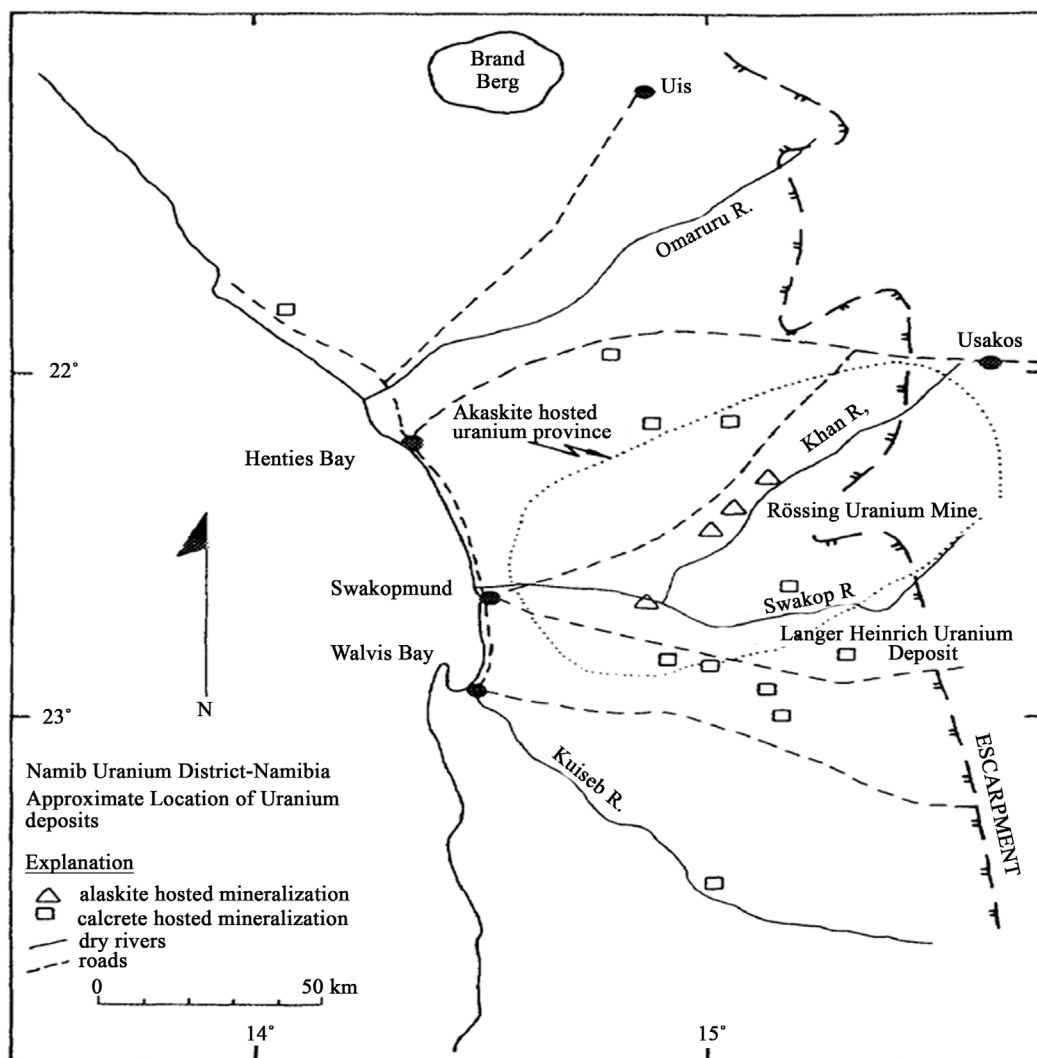 Brand
Berg
Uis
Omaruru R.
Usakos
22˚
Akaskite hosted
uranium province
Khan R,
Henties Bay
Rössing Uranium Mine
Swakopmund
Swakop R
Langer Heinrich Uranium
Deposit
Walvis Bay
23˚
N
Kuiseb R.
ESCARPMENT
Namib Uranium District-Namibia
Approximate Location of Uranium
deposits
Explanation
alaskite hosted mineralization
calcrete hosted mineralization
dry rivers
roads
0 50 km
14˚ 15˚